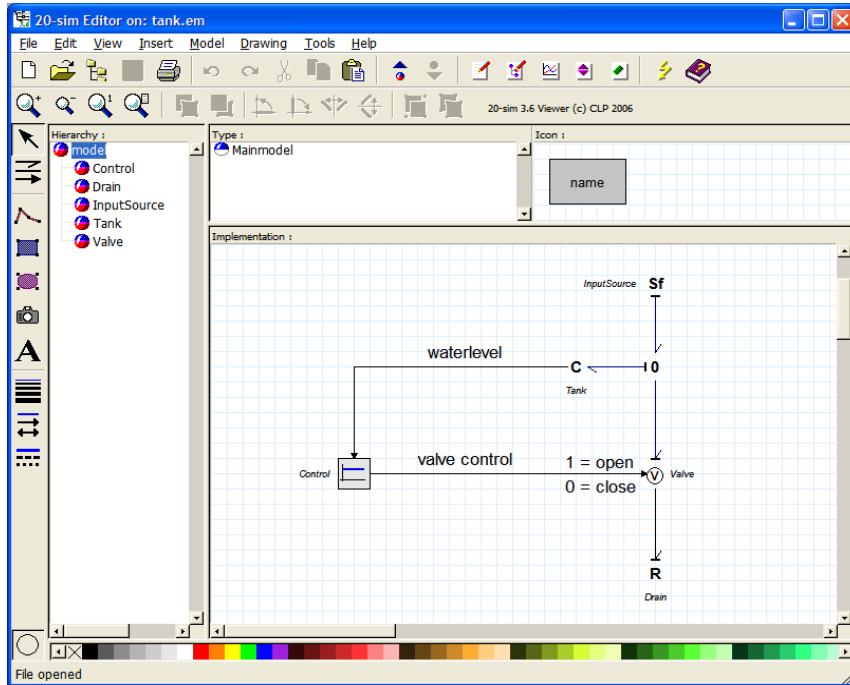 20-sim Editor on: tank.em
File Edit View Insert Model Drawing Tools Help
20-sim 3.6 Viewer (c) CLP 2006
Hierarchy :
model
Control
Drain
InputSource
Tank
Valve
Type :
Mainmodel
Icon :
name
Implementation :
InputSource Sf
waterlevel
C 0
Tank
valve control 1 = open
Control V Valve
0 = close
R
Drain
A
File opened